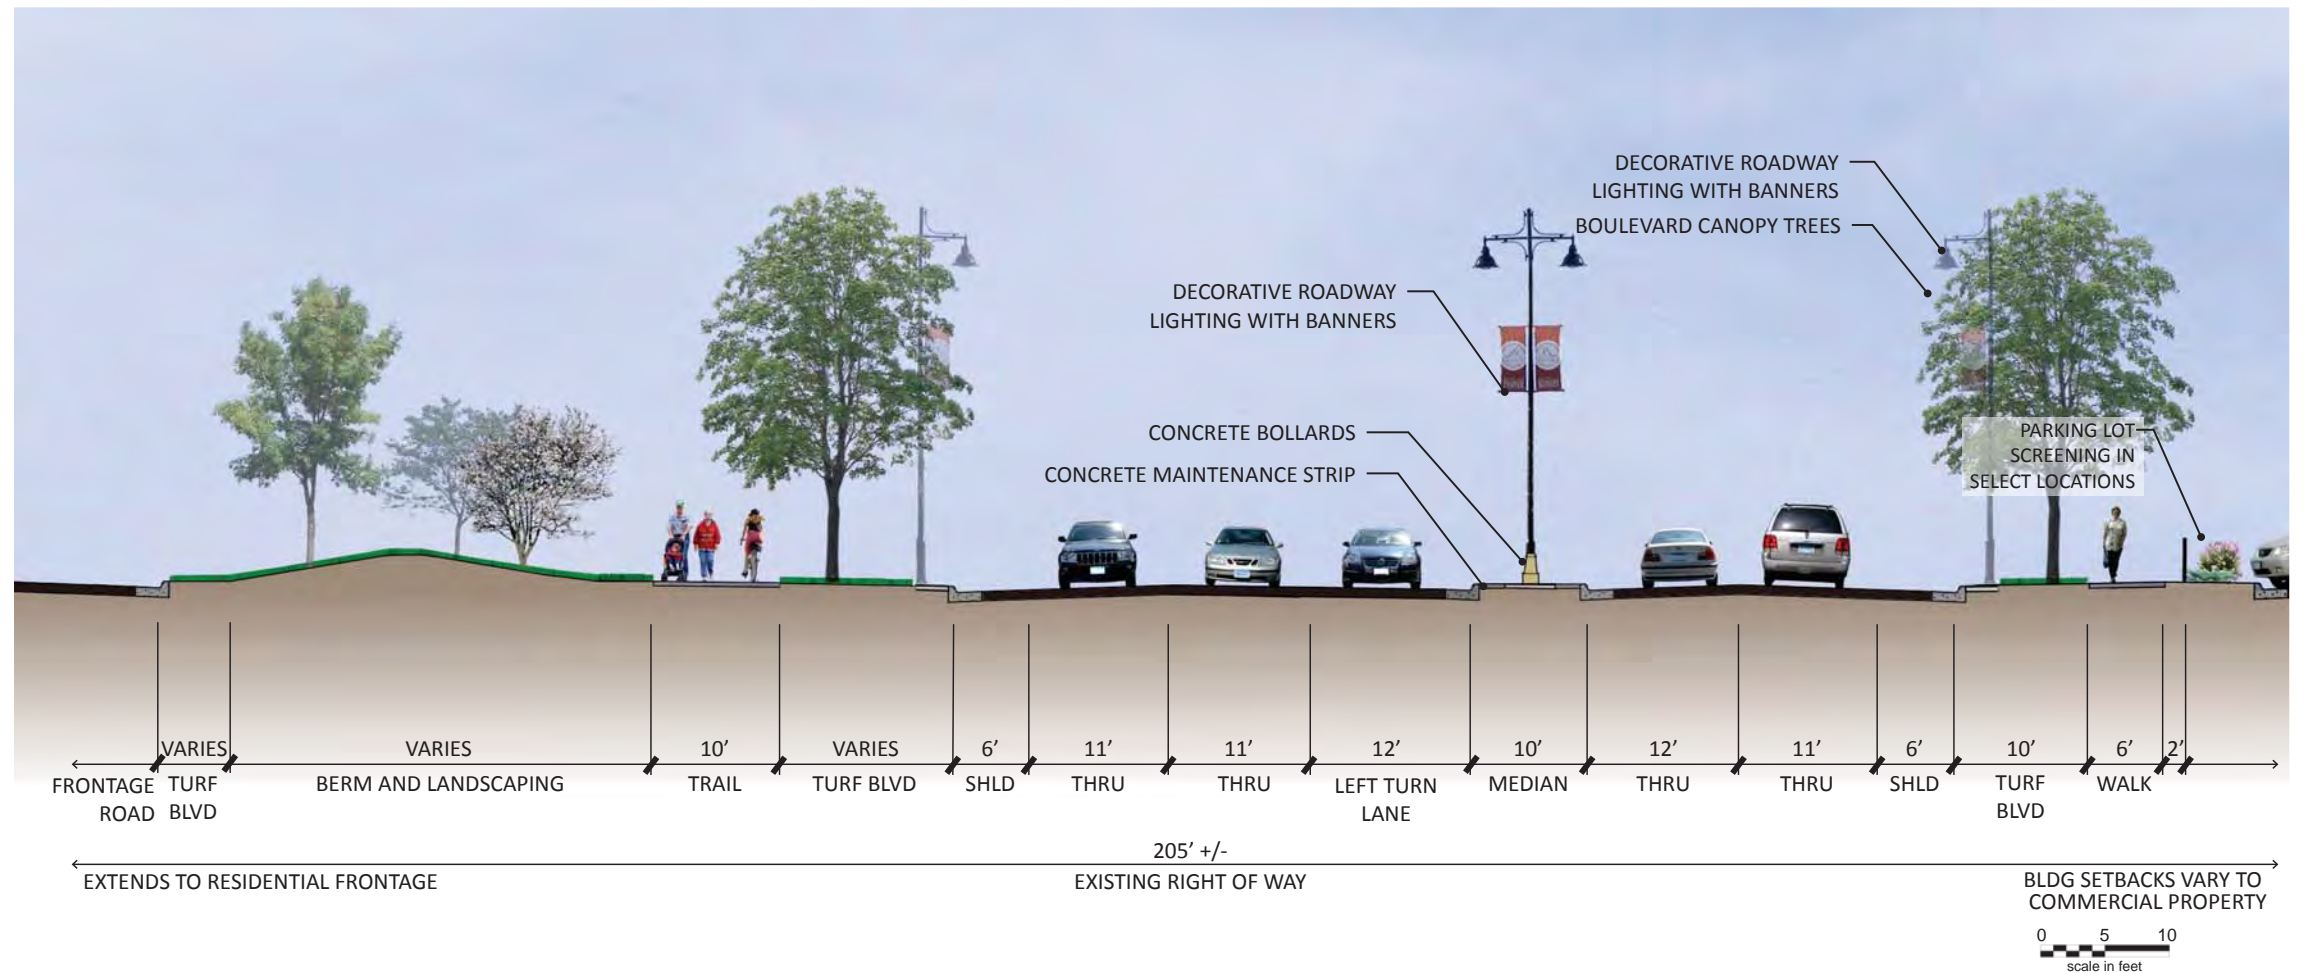 DECORATIVE ROADWAY
LIGHTING WITH BANNERS
BOULEVARD CANOPY TREES
DECORATIVE ROADWAY
LIGHTING WITH BANNERS
CONCRETE BOLLARDS
CONCRETE MAINTENANCE STRIP
PARKING LOT
SCREENING IN
SELECT LOCATIONS
VARIES VARIES 10’ VARIES 6’ 11’ 11’ 12’ 10’ 12’ 11’ 6’ 10’ 6’ 2’
FRONTAGE TURF BERM AND LANDSCAPING TRAIL TURF BLVD SHLD THRU THRU LEFT TURN MEDIAN THRU THRU SHLD TURF WALK
ROAD BLVD LANE BLVD
205’ +/-
EXTENDS TO RESIDENTIAL FRONTAGE EXISTING RIGHT OF WAY BLDG SETBACKS VARY TO
COMMERCIAL PROPERTY
0 5 10
scale in feet